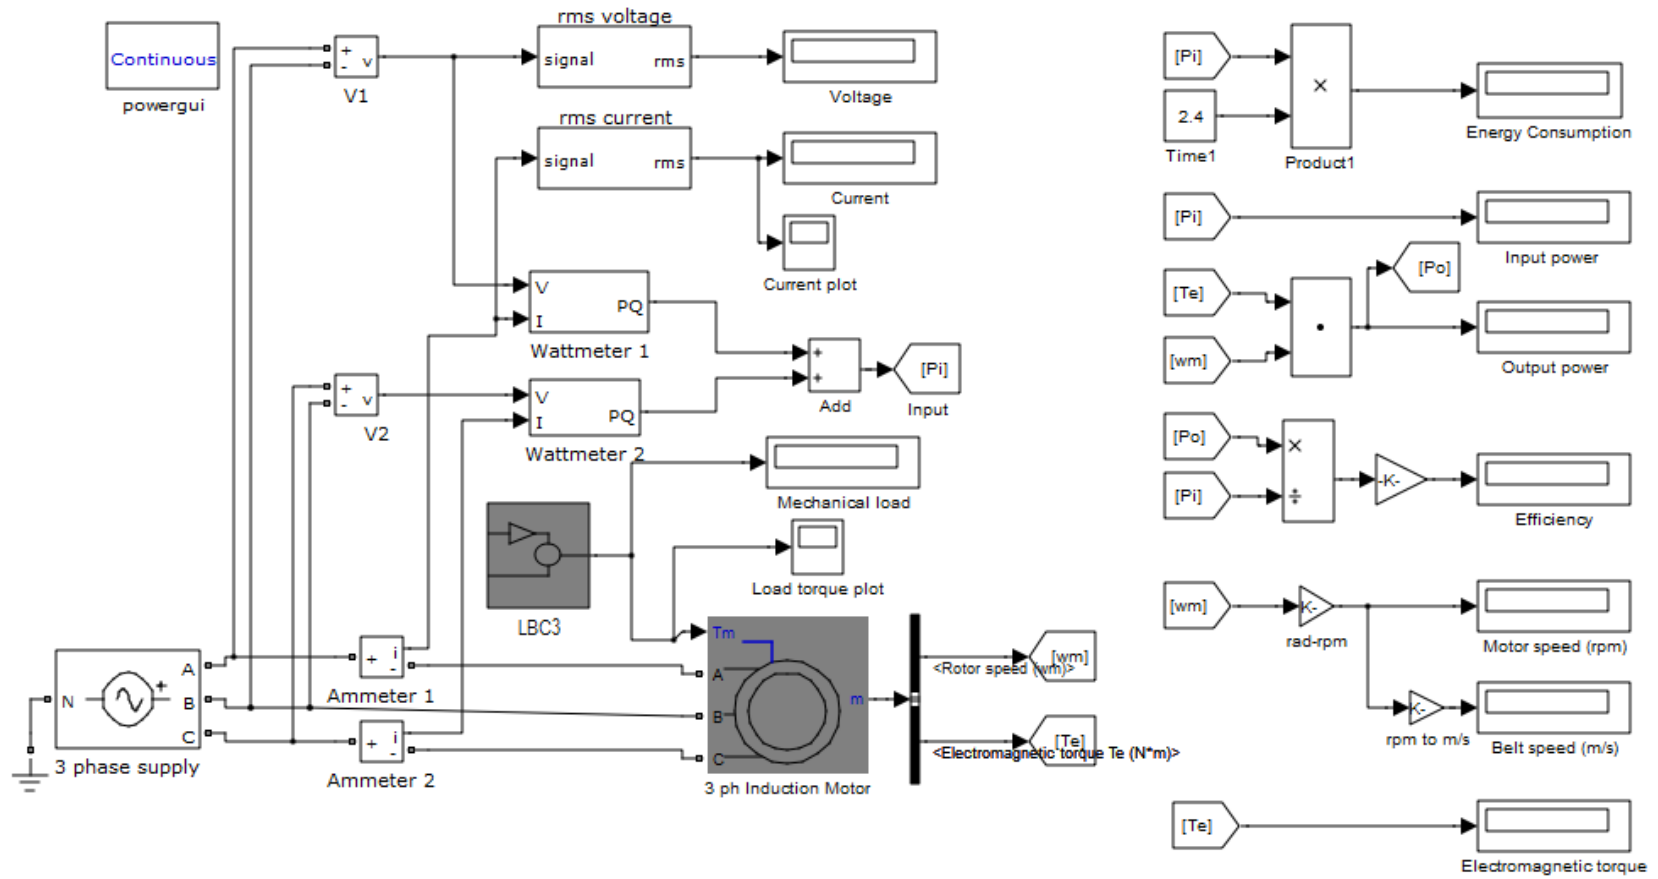 Continuous
powergui
+
-
v
V1
rms voltage
signal
rms
Voltage
rms current
signal
rms
Current
Current plot
V
I
PQ
Wattmeter 1
+
-
v
V2
V
I
PQ
Wattmeter 2
+
+
Add
[Pi]
Input
Mechanical load
Load torque plot
LBC3
N
+
A
B
C
3 phase supply
+
i
-
Ammeter 1
+
i
-
Ammeter 2
Tm
A
B
C
m
3 ph Induction Motor
[wm]
<Rotor speed (wm)>
[Te]
<Electromagnetic torque Te (N*m)>
[Pi]
2.4
Time1
×
Product1
Energy Consumption
[Pi]
Input power
[Te]
[wm]
[Po]
Output power
[Po]
[Pi]
×
÷
-K-
Efficiency
[wm]
K-
rad-rpm
Motor speed (rpm)
K-
rpm to m/s
Belt speed (m/s)
[Te]
Electromagnetic torque